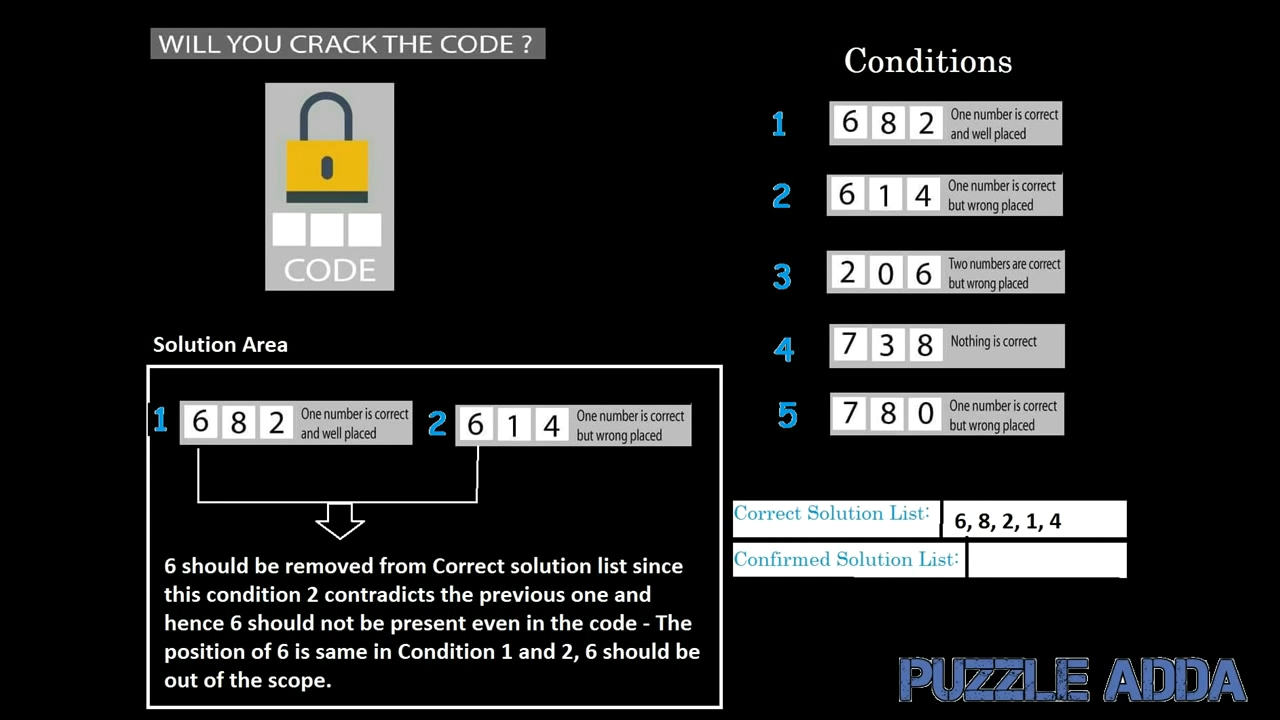 WILL YOU CRACK THE CODE ?
CODE
Conditions
1 6 8 2 One number is correct
and well placed
2 6 1 4 One number is correct
but wrong placed
3 2 0 6 Two numbers are correct
but wrong placed
4 7 3 8 Nothing is correct
5 7 8 0 One number is correct
but wrong placed
Solution Area
1 6 8 2 One number is correct
and well placed
2 6 1 4 One number is correct
but wrong placed
6 should be removed from Correct solution list since
this condition 2 contradicts the previous one and
hence 6 should not be present even in the code - The
position of 6 is same in Condition 1 and 2, 6 should be
out of the scope.
Correct Solution List: 6, 8, 2, 1, 4
Confirmed Solution List:
PUZZLE ADDA